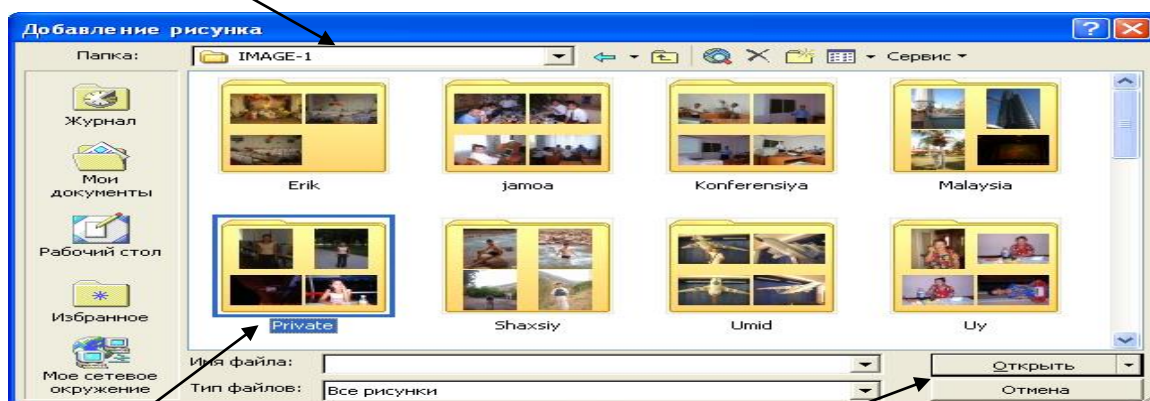 Добавление рисунка
Папка: IMAGE-1 Сервис
Журнал
Мои
документы
Рабочий стол
Избранное
Мое сетевое
окружение
Erik jamoa Konferensiya Malaysia
Private Shaxsiy Umid Uy
Имя файла: Открыть
Тип файлов: Все рисунки Отмена